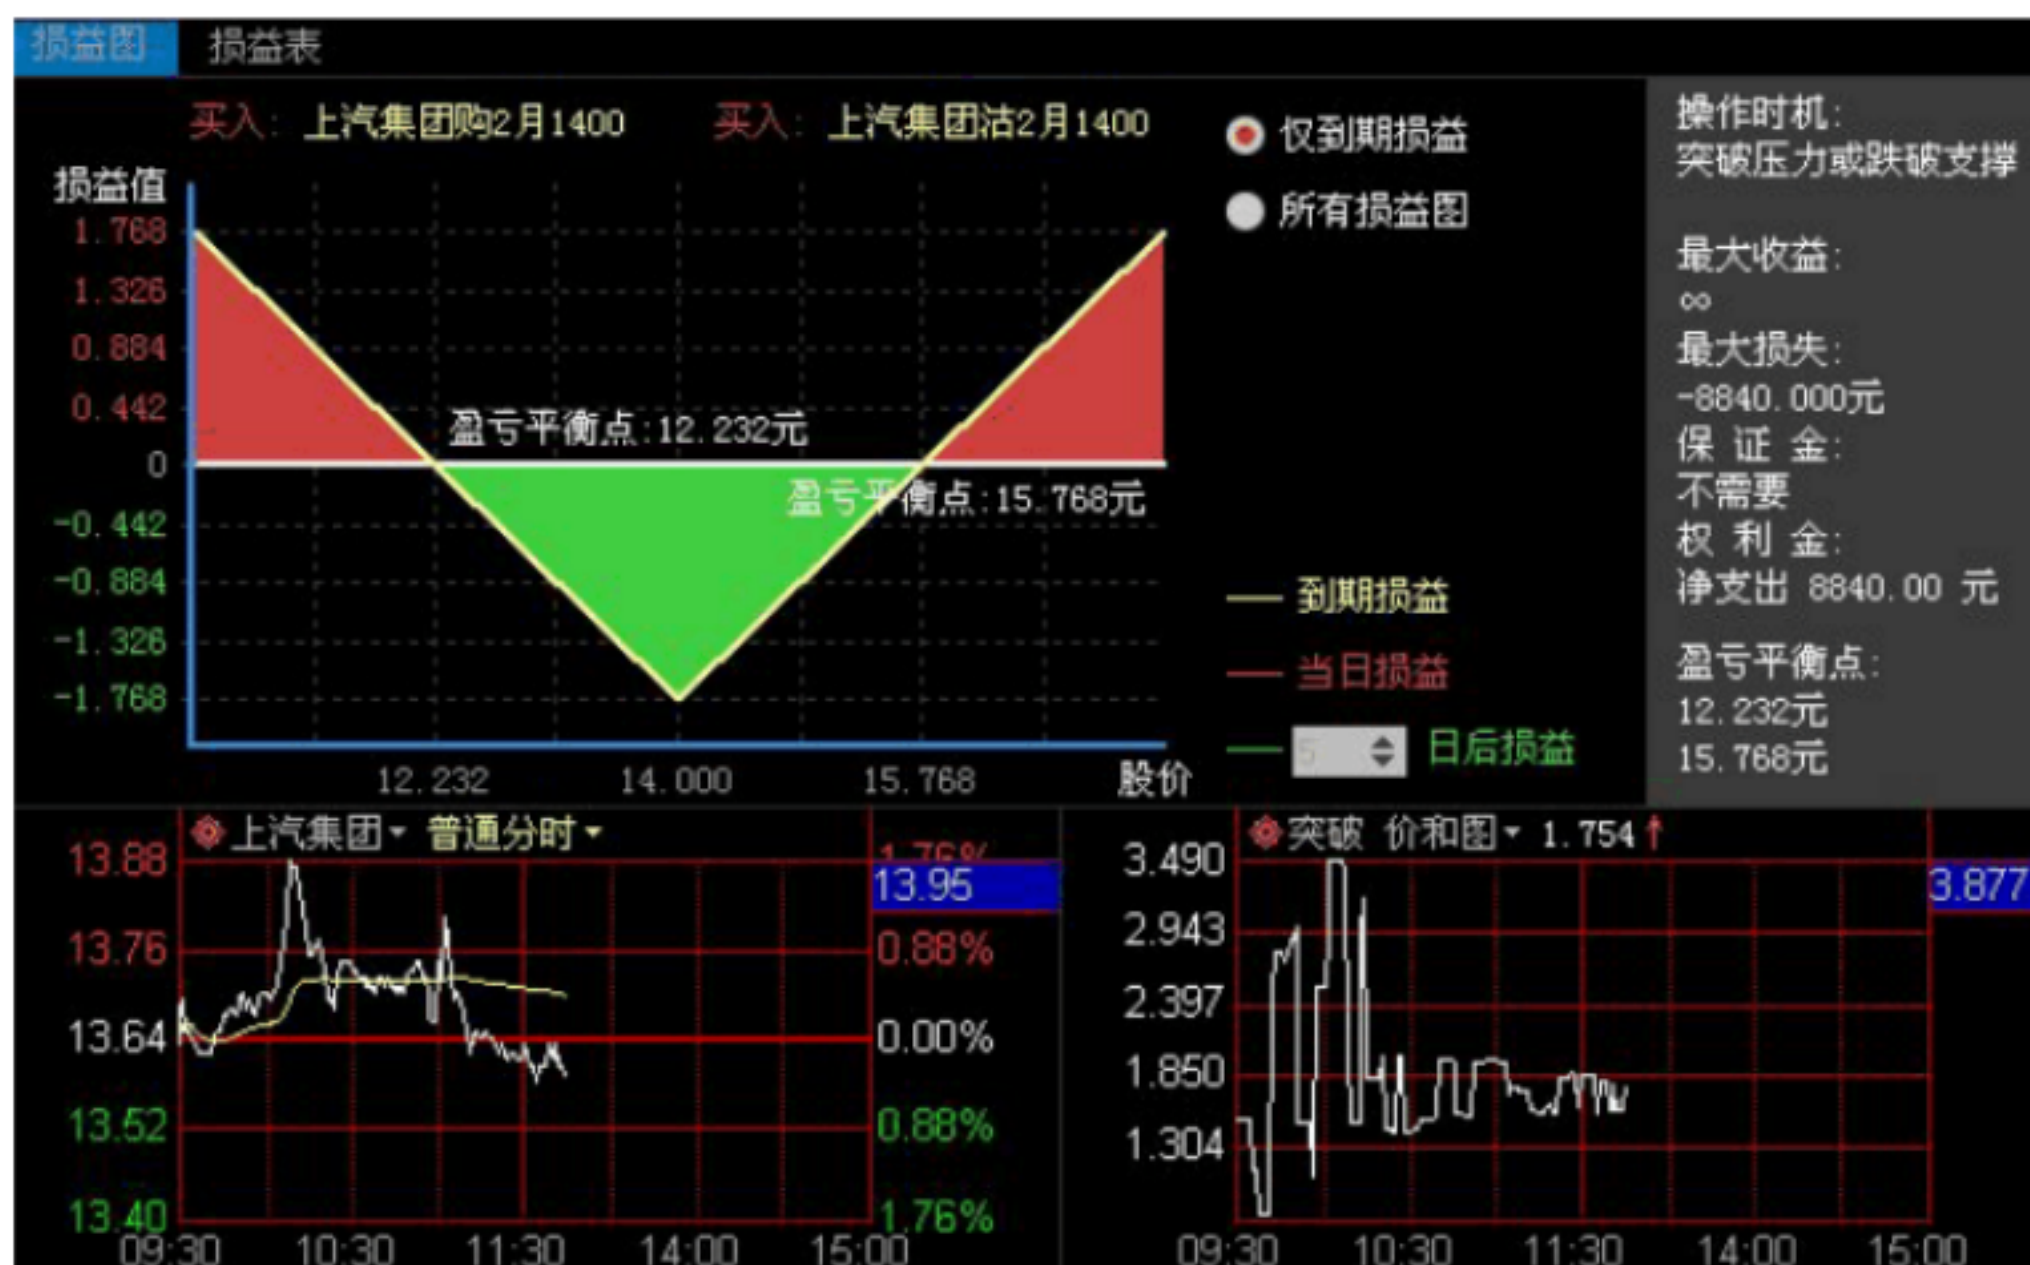 损益图 损益表
买入: 上汽集团购2月1400 买入: 上汽集团沽2月1400
损益值
1.768
1.326
0.884
0.442
0
-0.442
-0.884
-1.326
-1.768
盈亏平衡点:12.232元
盈亏平衡点:15.768元
12.232 14.000 15.768 股价
仅到期损益
所有损益图
到期损益
当日损益
5 日后损益
操作时机:
突破压力或跌破支撑
最大收益:
∞
最大损失:
-8840.000元
保 证 金:
不需要
权 利 金:
净支出 8840.00 元
盈亏平衡点:
12.232元
15.768元
上汽集团 普通分时
13.88
13.76
13.64
13.52
13.40
1.76%
13.95
0.88%
0.00%
0.88%
1.76%
09:30 10:30 11:30 14:00 15:00
突破 价和图 1.754↑
3.490
2.943
2.397
1.850
1.304
3.877
09:30 10:30 11:30 14:00 15:00